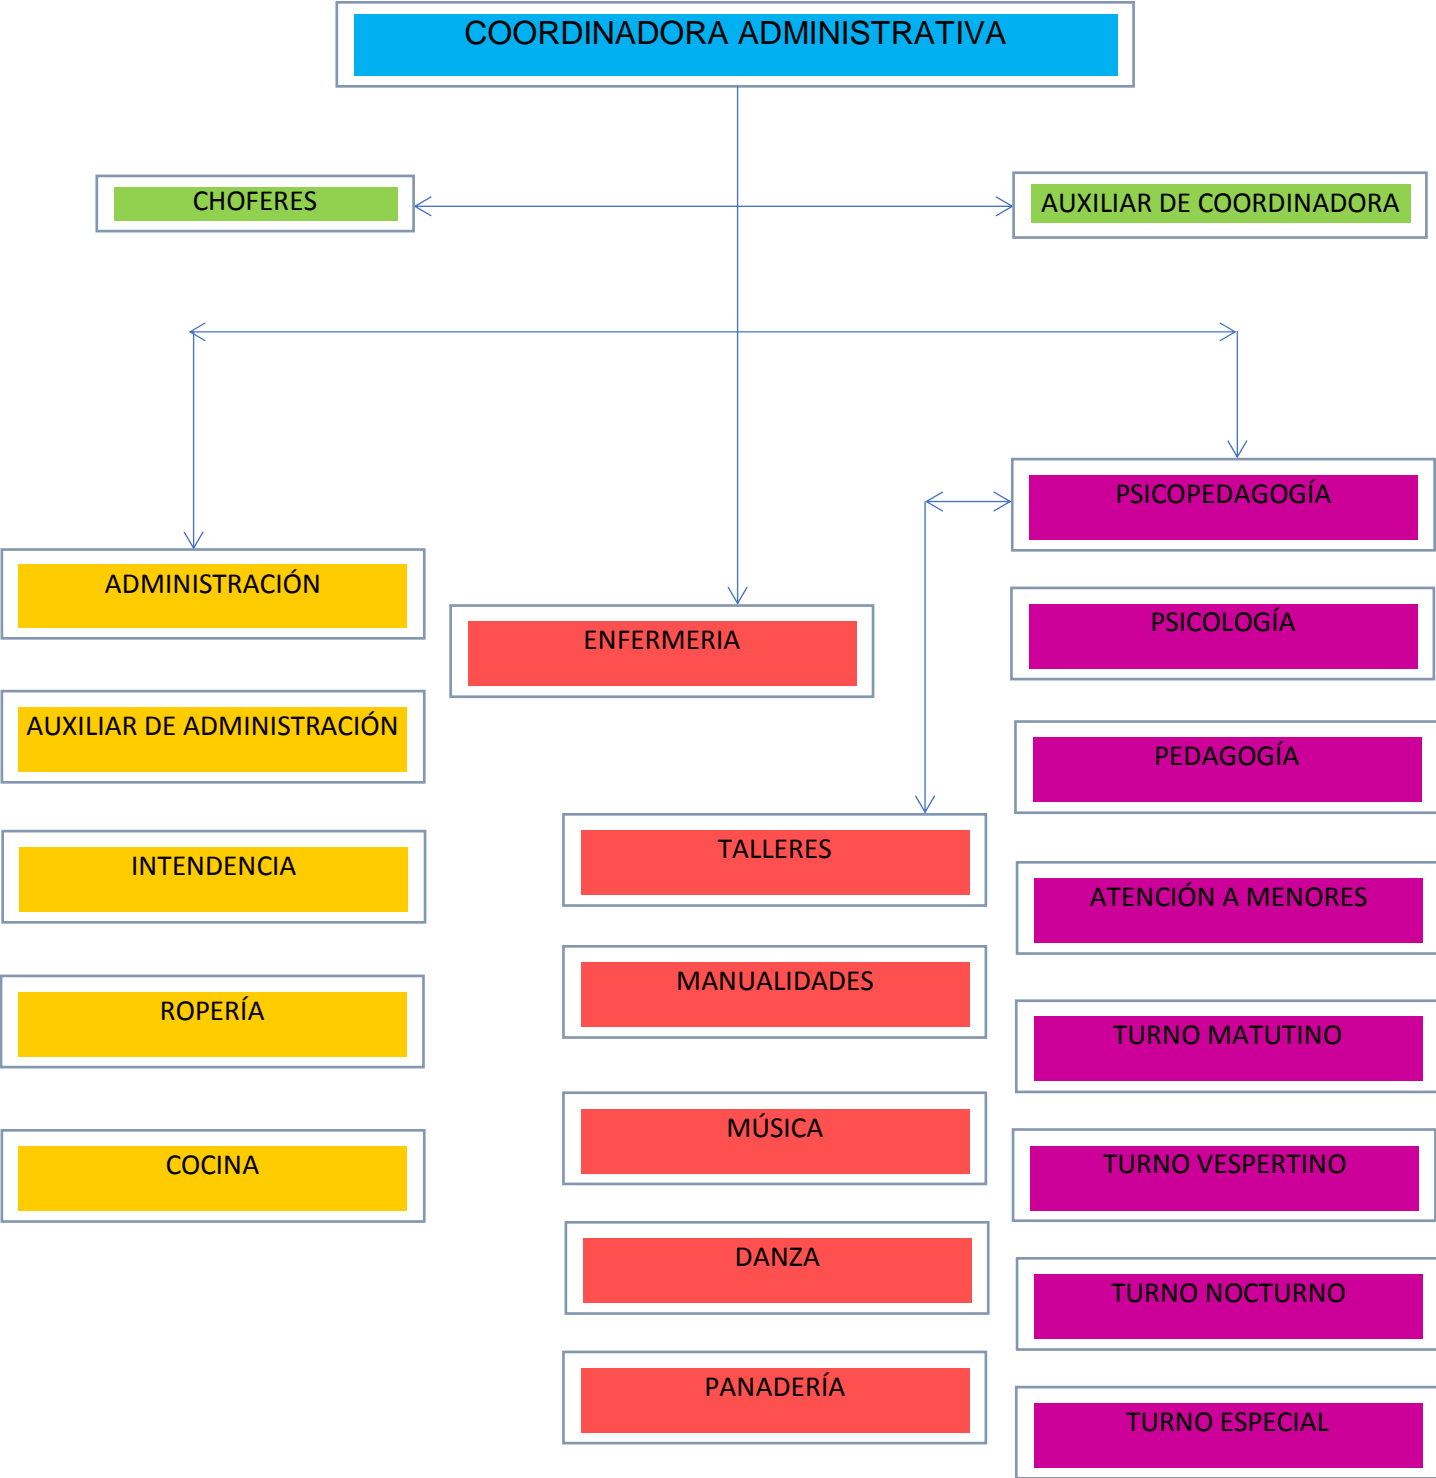 COORDINADORA ADMINISTRATIVA
CHOFERES
AUXILIAR DE COORDINADORA
ADMINISTRACIÓN
AUXILIAR DE ADMINISTRACIÓN
INTENDENCIA
ROPERÍA
COCINA
ENFERMERIA
TALLERES
MANUALIDADES
MÚSICA
DANZA
PANADERÍA
PSICOPEDAGOGÍA
PSICOLOGÍA
PEDAGOGÍA
ATENCIÓN A MENORES
TURNO MATUTINO
TURNO VESPERTINO
TURNO NOCTURNO
TURNO ESPECIAL